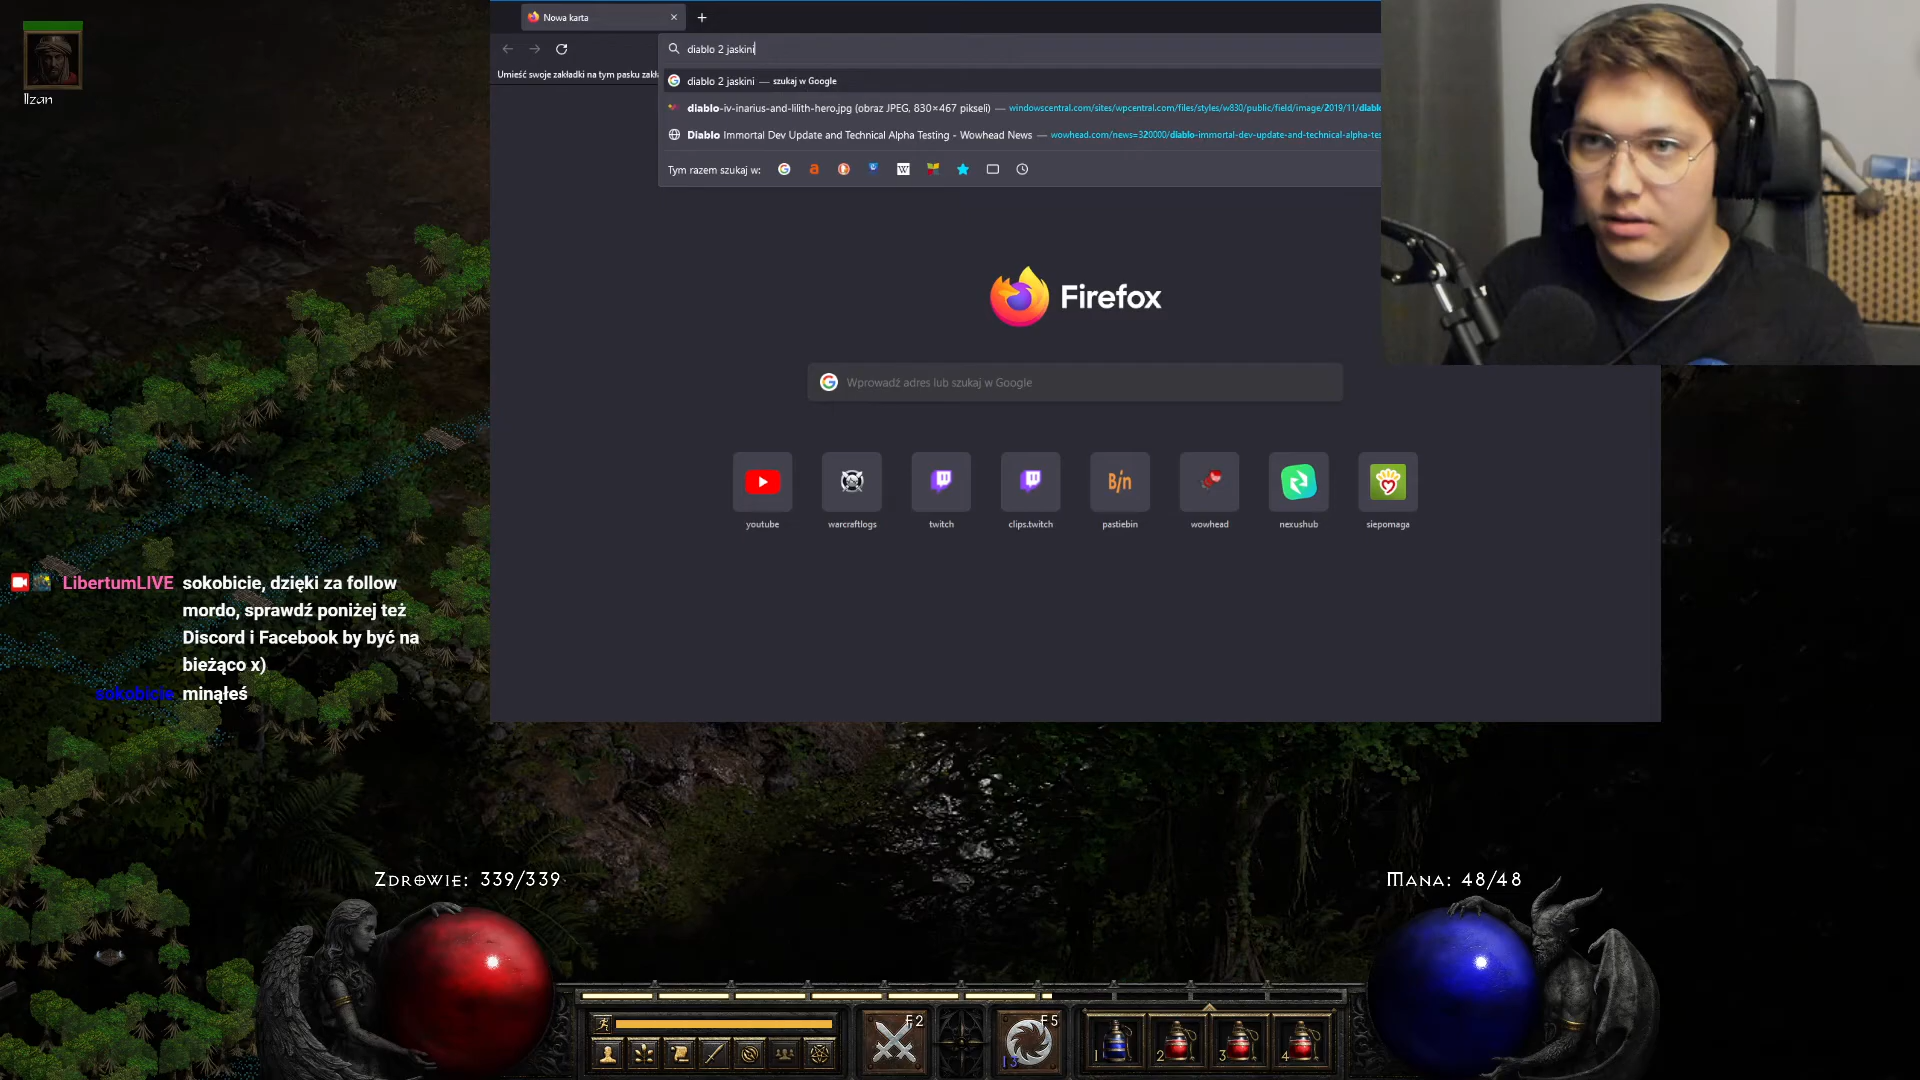 Nowa karta
diablo 2 jaskini
Umieść swoje zakładki na tym pasku zakł
diablo 2 jaskini — szukaj w Google
diablo-iv-inarius-and-lilith-hero.jpg (obraz JPEG, 830×467 pikseli) — windowscentral.com/sites/wpcentral.com/files/styles/w830/public/field/image/2019/11/diablo
Diablo Immortal Dev Update and Technical Alpha Testing - Wowhead News — wowhead.com/news=320000/diablo-immortal-dev-update-and-technical-alpha-tes
Tym razem szukaj w:
Ilzan
Firefox
Wprowadź adres lub szukaj w Google
youtube
warcraftlogs
twitch
clips.twitch
pastiebin
wowhead
nexushub
siepomaga
LibertumLIVE sokobicie, dzięki za follow
mordo, sprawdź poniżej też
Discord i Facebook by być na
bieżąco x)
sokobicie minąłeś
Zdrowie: 339/339
Mana: 48/48
F2
F5
13
1
2
3
4